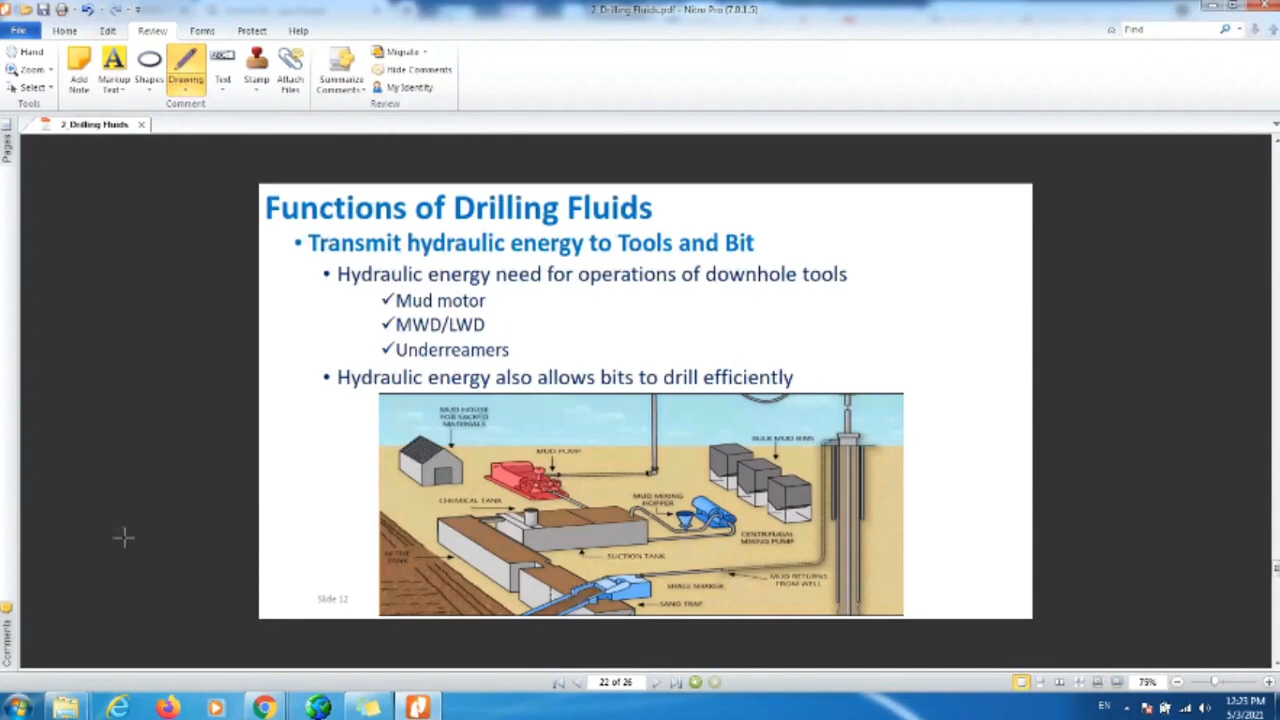 2_Drilling Fluids.pdf - Nitro Pro (7.0.1.5)
File Home Edit Review Forms Protect Help
Find
Hand
Zoom
Select
Tools
Add Note
Markup Text
Shapes
Drawing
Text
Stamp
Attach Files
Comment
Summarize Comments
Migrate
Hide Comments
My Identity
Review
2_Drilling Fluids
Pages
Functions of Drilling Fluids
• Transmit hydraulic energy to Tools and Bit
• Hydraulic energy need for operations of downhole tools
✓Mud motor
✓MWD/LWD
✓Underreamers
• Hydraulic energy also allows bits to drill efficiently
MUD HOUSE
FOR SACKED
MATERIALS
MUD PUMP
BULK MUD BINS
CHEMICAL TANK
MUD MIXING
HOPPER
CENTRIFUGAL
MIXING PUMP
SUCTION TANK
ACTIVE
TANK
MUD RETURNS
FROM WELL
SHALE SHAKER
SAND TRAP
Slide 12
Comments
22 of 26
75%
EN
12:23 PM
5/3/2021